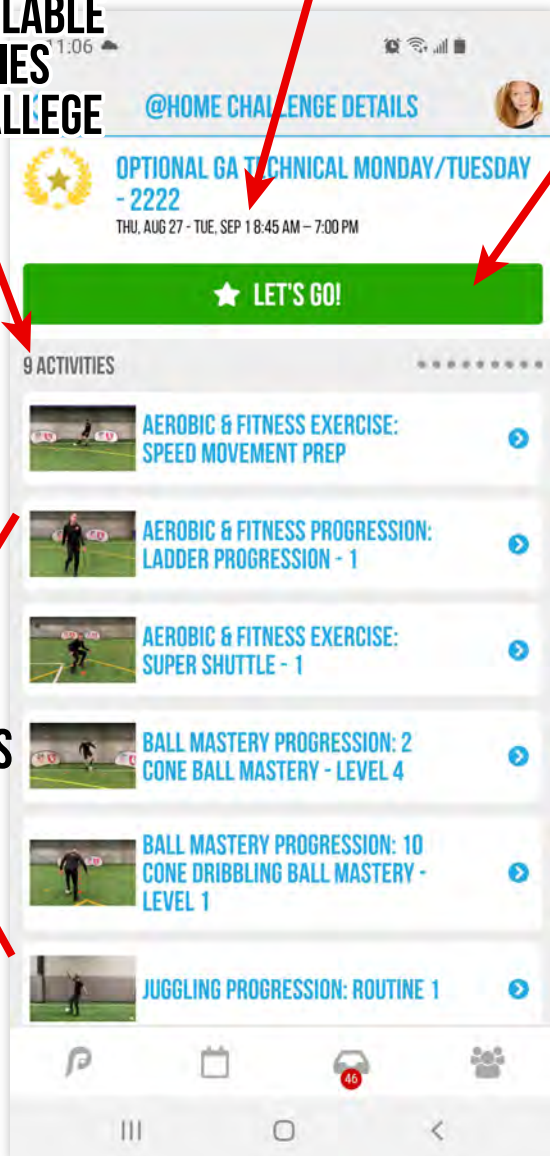 LABLE
11:06
IES
LLEGE
@HOME CHALLENGE DETAILS
OPTIONAL GA TECHNICAL MONDAY/TUESDAY
- 2222
THU, AUG 27 - TUE, SEP 1 8:45 AM – 7:00 PM
LET'S GO!
9 ACTIVITIES
AEROBIC & FITNESS EXERCISE:
SPEED MOVEMENT PREP
AEROBIC & FITNESS PROGRESSION:
LADDER PROGRESSION - 1
AEROBIC & FITNESS EXERCISE:
SUPER SHUTTLE - 1
S
BALL MASTERY PROGRESSION: 2
CONE BALL MASTERY - LEVEL 4
BALL MASTERY PROGRESSION: 10
CONE DRIBBLING BALL MASTERY -
LEVEL 1
JUGGLING PROGRESSION: ROUTINE 1
46